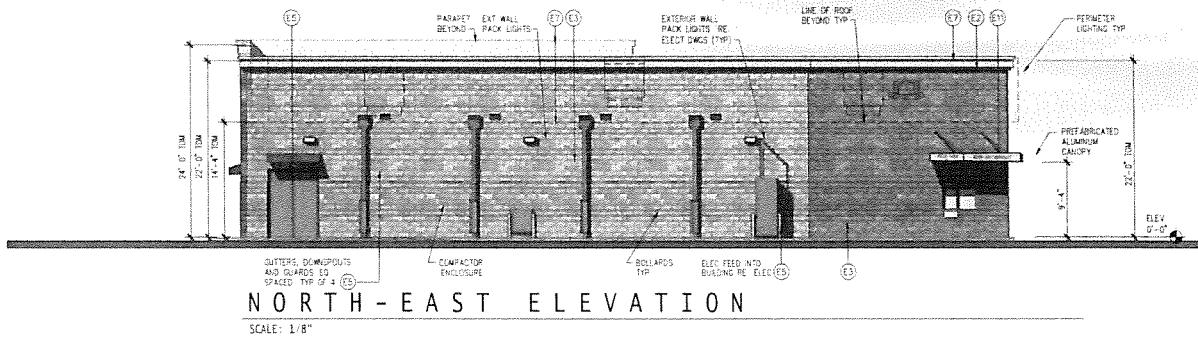 E5
PARAPET
BEYOND
EXT WALL
PACK LIGHTS
E7
E3
EXTERIOR WALL
PACK LIGHTS RE
ELECT DWGS (TYP)
LINE OF ROOF
BEYOND TYP
E7
E2
E11
PERIMETER
LIGHTING TYP
24'-0" TOM
22'-0" TOM
14'-4" TOM
PREFABRICATED
ALUMINUM
CANOPY
9'-4"
22'-0" TOM
ELEV
0'-0"
GUTTERS, DOWNSPOUTS
AND GUARDS EQ
SPACED TYP OF 4
E5
COMPACTOR
ENCLOSURE
BOLLARDS
TYP
ELEC FEED INTO
BUILDING RE ELEC
E5
E3
NORTH-EAST ELEVATION
SCALE: 1/8"